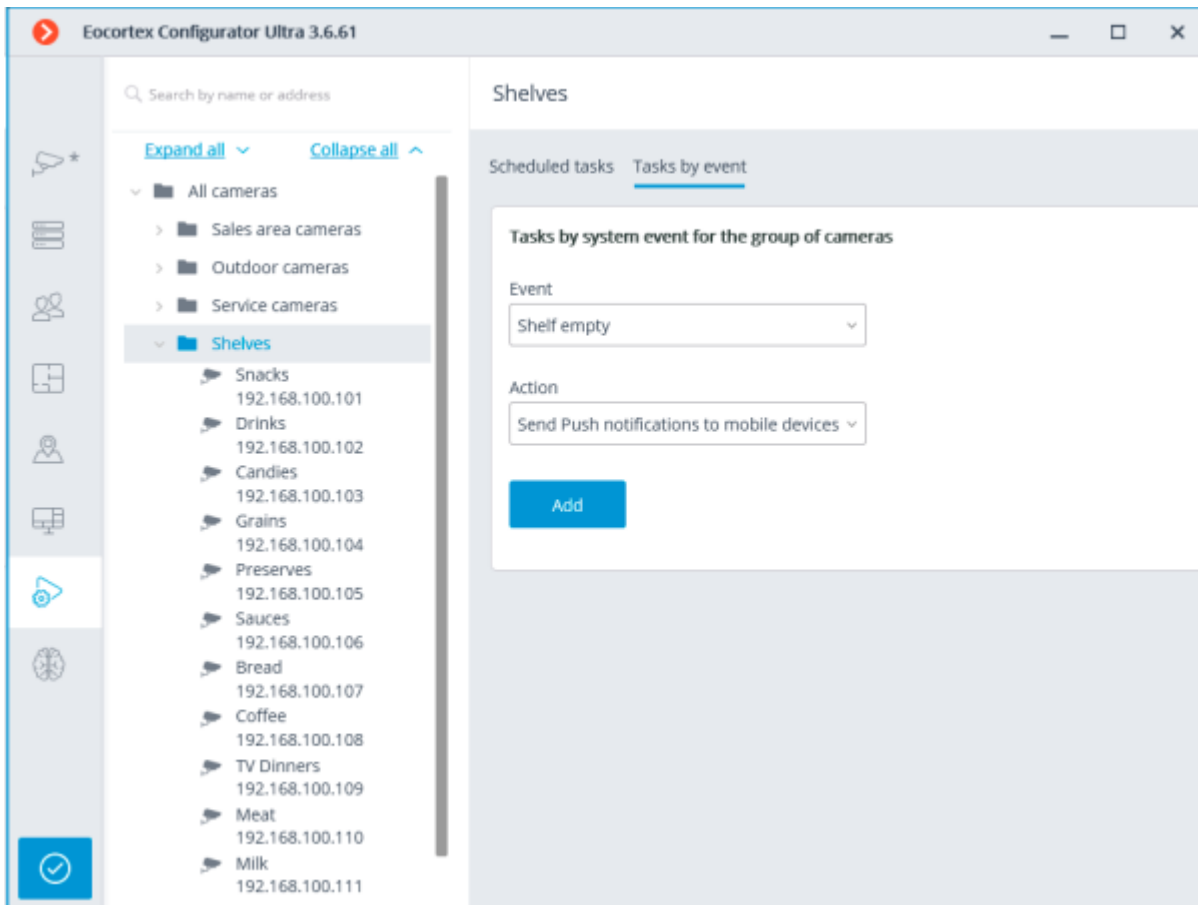 Eocortex Configurator Ultra 3.6.61
Search by name or address
Expand all
Collapse all
All cameras
Sales area cameras
Outdoor cameras
Service cameras
Shelves
Snacks
192.168.100.101
Drinks
192.168.100.102
Candies
192.168.100.103
Grains
192.168.100.104
Preserves
192.168.100.105
Sauces
192.168.100.106
Bread
192.168.100.107
Coffee
192.168.100.108
TV Dinners
192.168.100.109
Meat
192.168.100.110
Milk
192.168.100.111
Shelves
Scheduled tasks
Tasks by event
Tasks by system event for the group of cameras
Event
Shelf empty
Action
Send Push notifications to mobile devices
Add